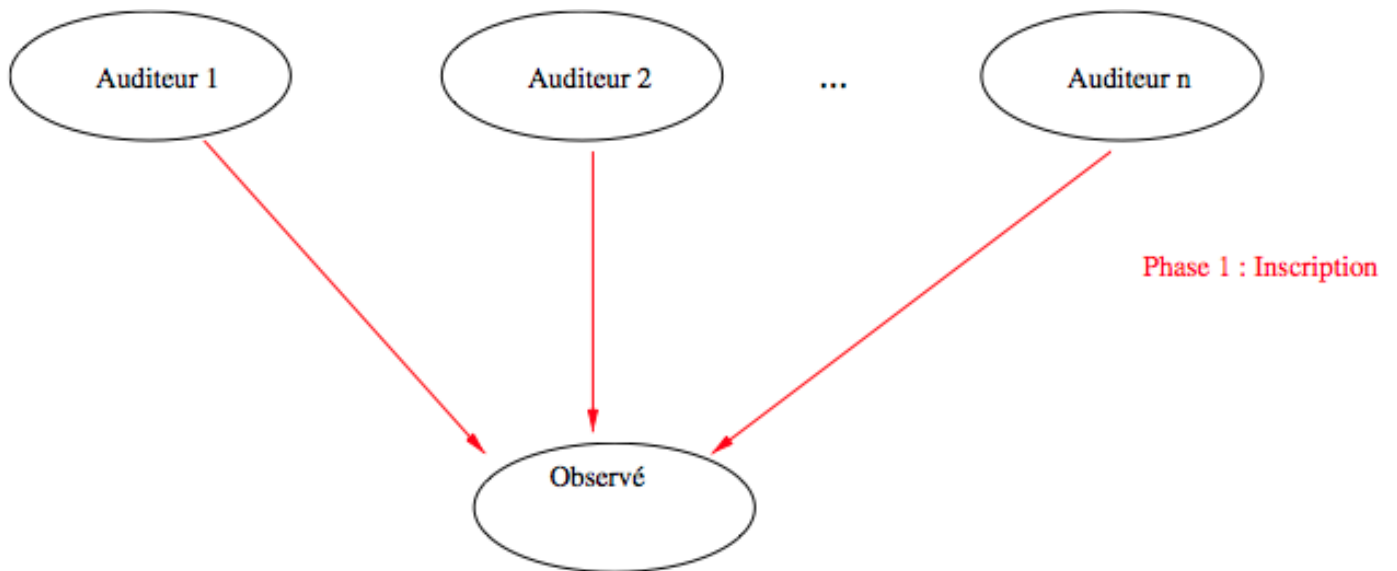 Auditeur 1
Auditeur 2
...
Auditeur n
Phase 1 : Inscription
Observé